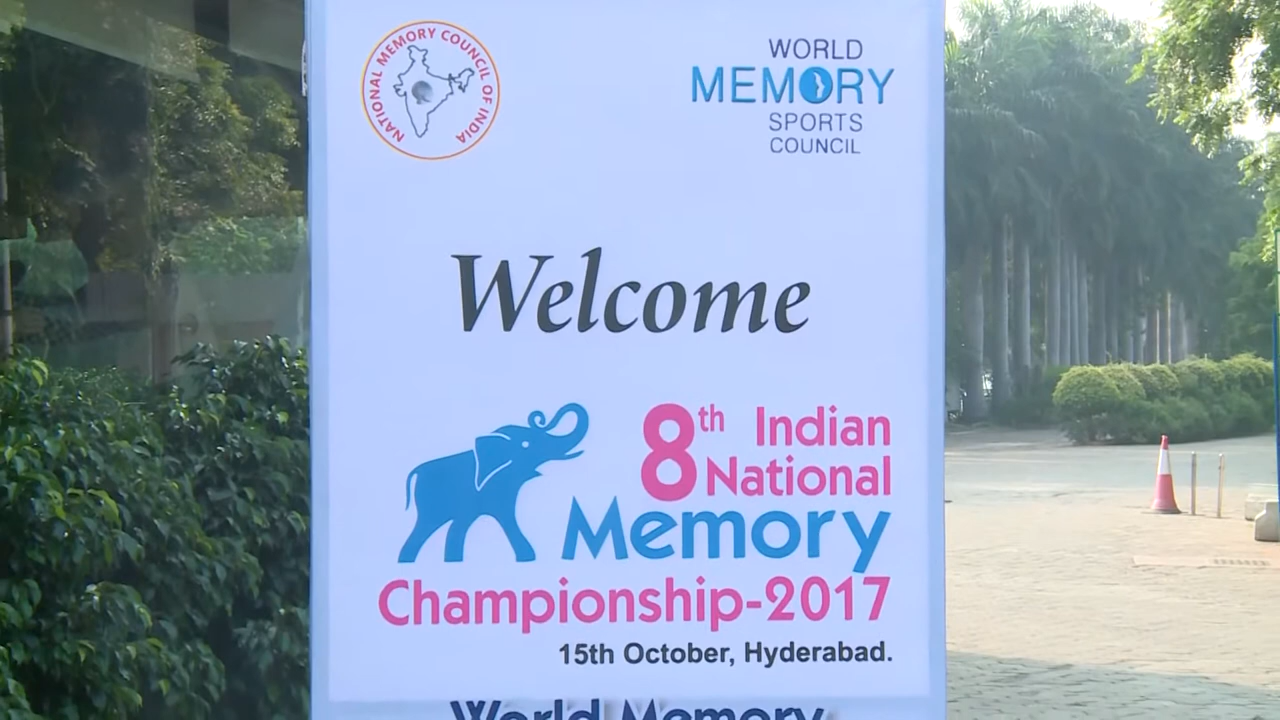 NATIONAL MEMORY COUNCIL OF INDIA
WORLD
MEMORY
SPORTS
COUNCIL
Welcome
8th Indian
National
Memory
Championship-2017
15th October, Hyderabad.
World Memory